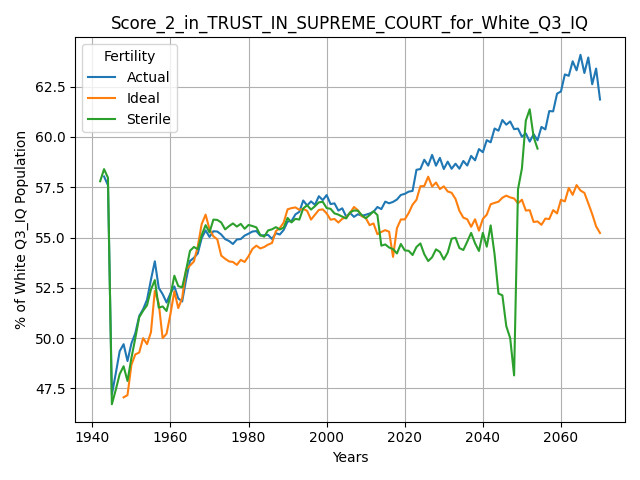 Score_2_in_TRUST_IN_SUPREME_COURT_for_White_Q3_IQ
Fertility
Actual
Ideal
Sterile
% of White Q3_IQ Population
62.5
60.0
57.5
55.0
52.5
50.0
47.5
1940 1960 1980 2000 2020 2040 2060
Years